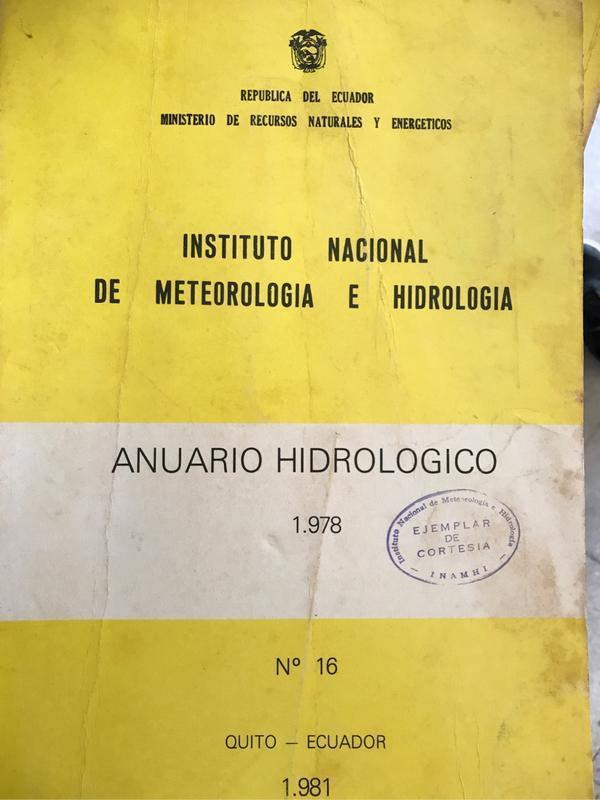 REPUBLICA DEL ECUADOR
MINISTERIO DE RECURSOS NATURALES Y ENERGETICOS
INSTITUTO NACIONAL
DE METEOROLOGIA E HIDROLOGIA
ANUARIO HIDROLOGICO
1.978
Instituto Nacional de Meteorologia e Hidrologia
EJEMPLAR
DE
CORTESIA
— INAMHI —
Nº 16
QUITO — ECUADOR
1.981